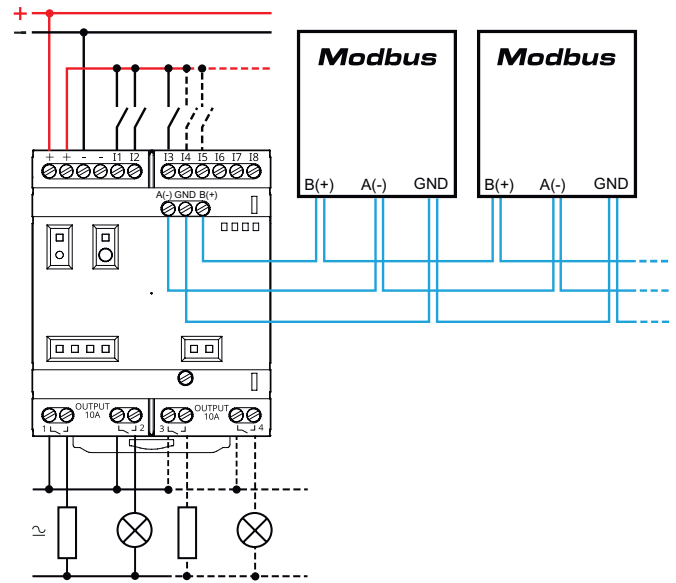 +
-
Modbus
Modbus
+ + - - I1 I2 I3 I4 I5 I6 I7 I8
A(-) GND B(+)
B(+) A(-) GND
B(+) A(-) GND
OUTPUT
10A
OUTPUT
10A
1 2 3 4